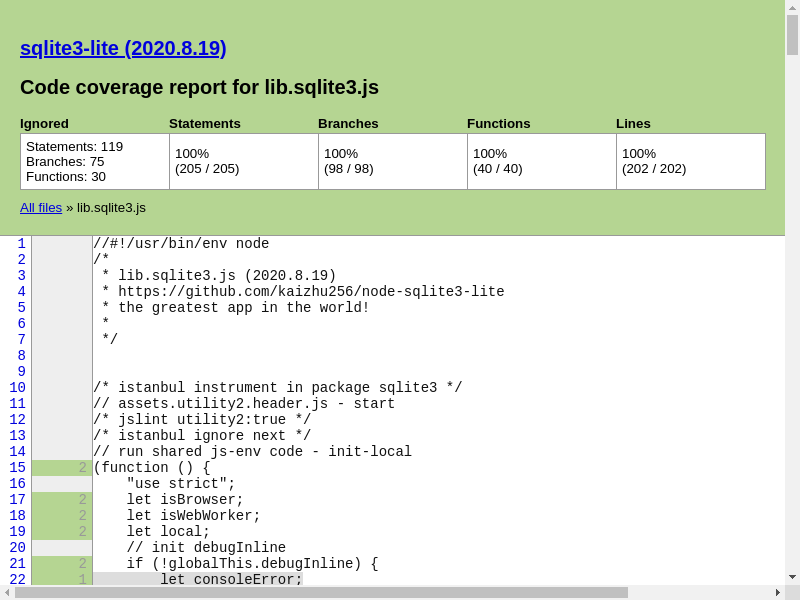 sqlite3-lite (2020.8.19)
Code coverage report for lib.sqlite3.js
Ignored Statements Branches Functions Lines
Statements: 119
Branches: 75
Functions: 30
100%
(205 / 205)
100%
(98 / 98)
100%
(40 / 40)
100%
(202 / 202)
All files » lib.sqlite3.js
1 //#!/usr/bin/env node
2 /*
3  * lib.sqlite3.js (2020.8.19)
4  * https://github.com/kaizhu256/node-sqlite3-lite
5  * the greatest app in the world!
6  *
7  */
8
9
10 /* istanbul instrument in package sqlite3 */
11 // assets.utility2.header.js - start
12 /* jslint utility2:true */
13 /* istanbul ignore next */
14 // run shared js-env code - init-local
15 2 (function () {
16     "use strict";
17 2     let isBrowser;
18 2     let isWebWorker;
19 2     let local;
20     // init debugInline
21 2     if (!globalThis.debugInline) {
22 1         let consoleError;